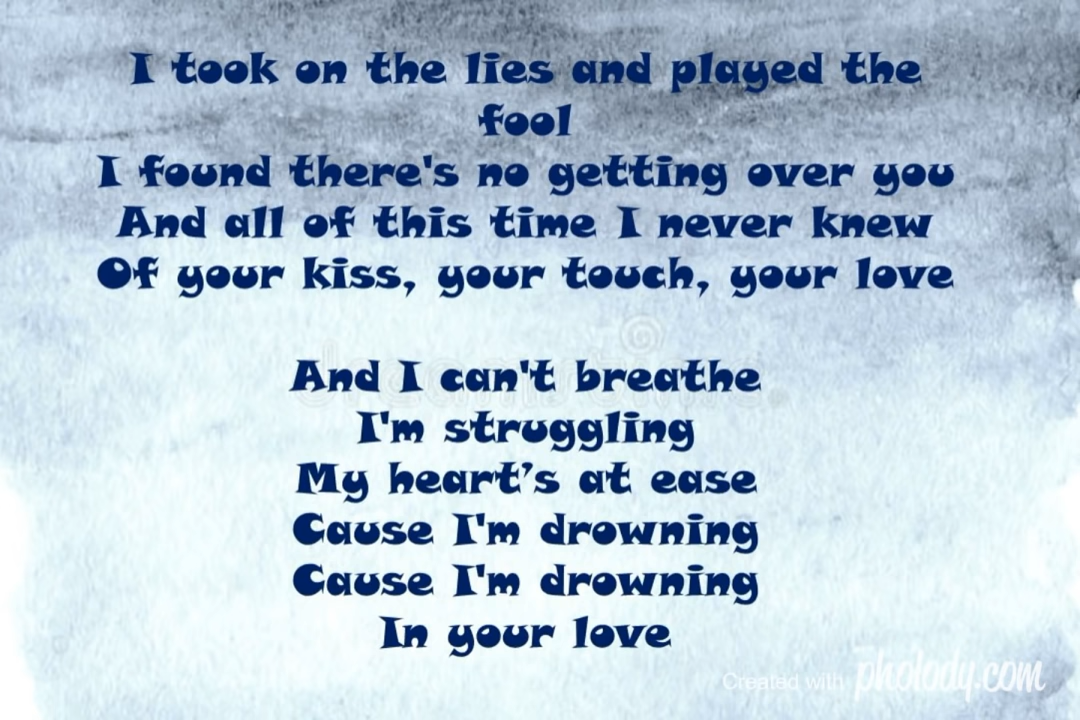 I took on the lies and played the
fool
I found there's no getting over you
And all of this time I never knew
Of your kiss, your touch, your love
And I can't breathe
I'm struggling
My heart’s at ease
Cause I'm drowning
Cause I'm drowning
In your love
Created with pholody.com